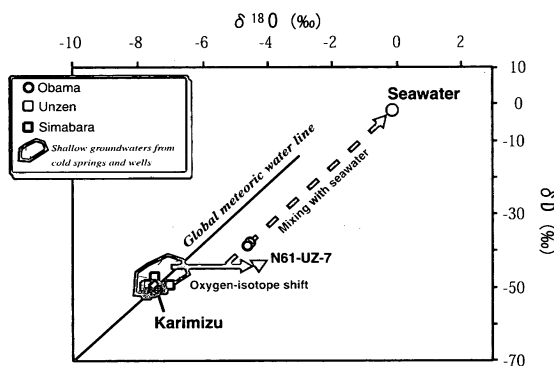 δ ¹⁸O (‰)
-10 -8 -6 -4 -2 0 2
Obama
Unzen
Simabara
Shallow groundwaters from
cold springs and wells
Global meteoric water line
Seawater
Mixing with seawater
N61-UZ-7
Oxygen-isotope shift
Karimizu
10
0
-10
-30
-50
-70
δD (‰)